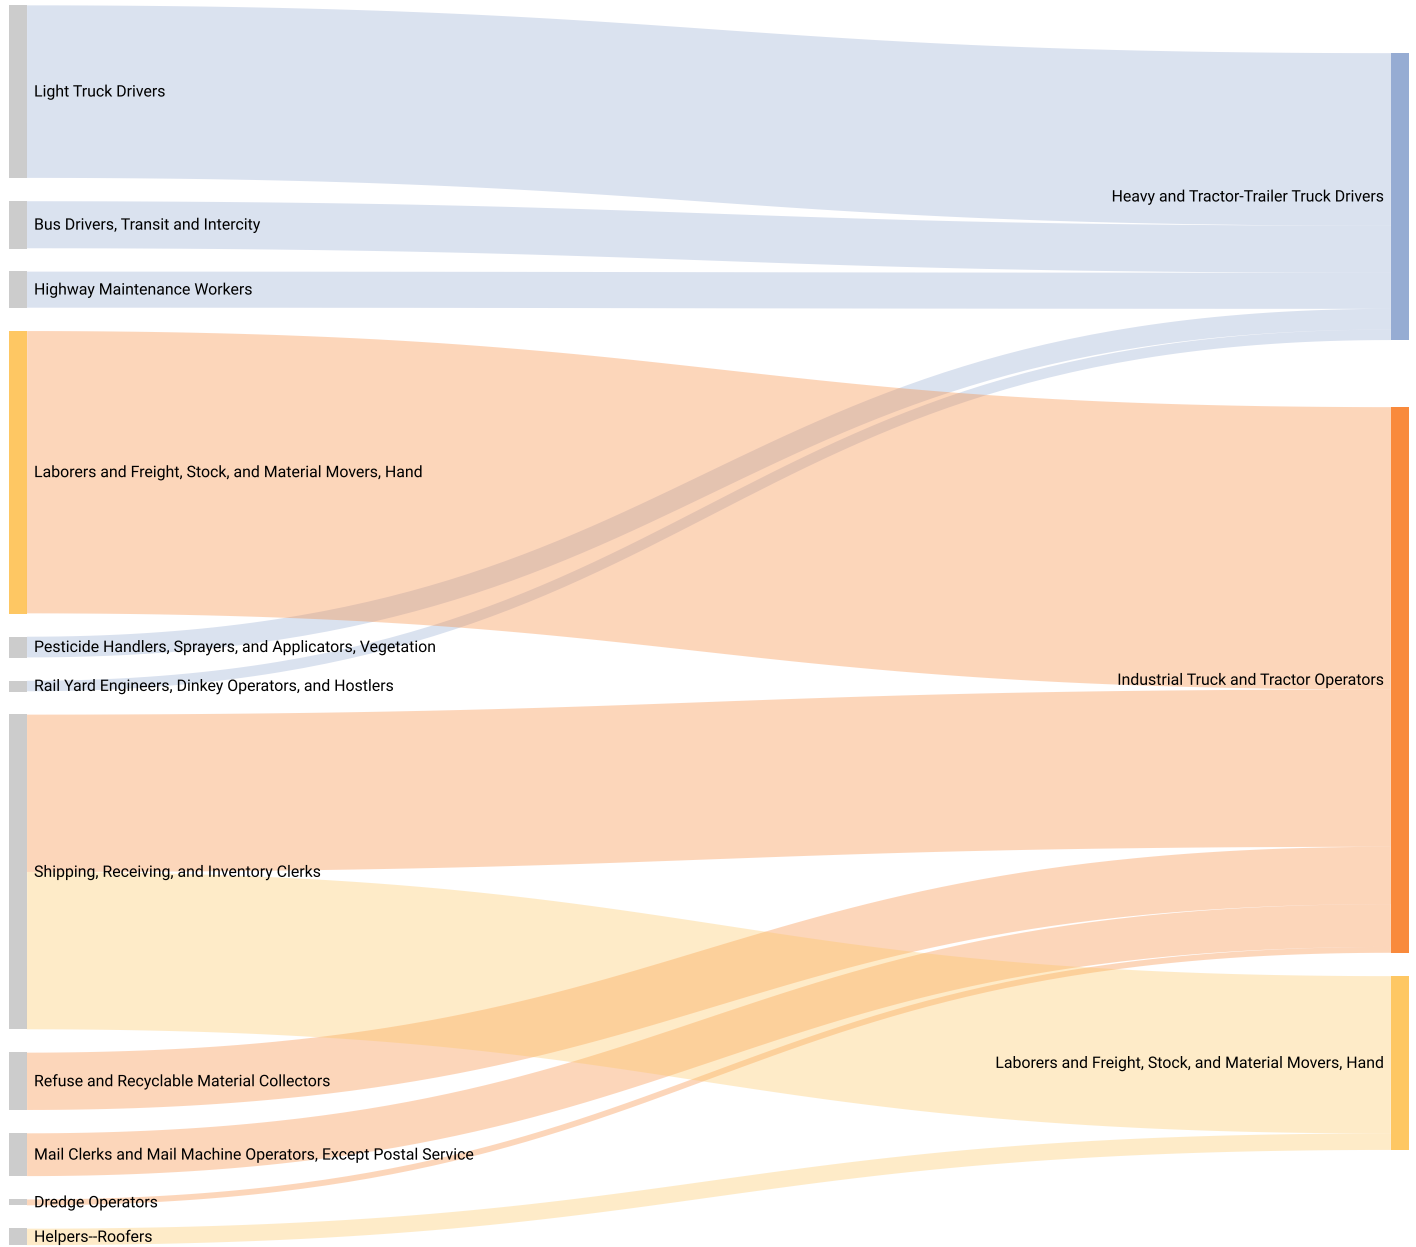 Light Truck Drivers
Heavy and Tractor-Trailer Truck Drivers
Bus Drivers, Transit and Intercity
Highway Maintenance Workers
Laborers and Freight, Stock, and Material Movers, Hand
Pesticide Handlers, Sprayers, and Applicators, Vegetation
Industrial Truck and Tractor Operators
Rail Yard Engineers, Dinkey Operators, and Hostlers
Shipping, Receiving, and Inventory Clerks
Laborers and Freight, Stock, and Material Movers, Hand
Refuse and Recyclable Material Collectors
Mail Clerks and Mail Machine Operators, Except Postal Service
Dredge Operators
Helpers--Roofers